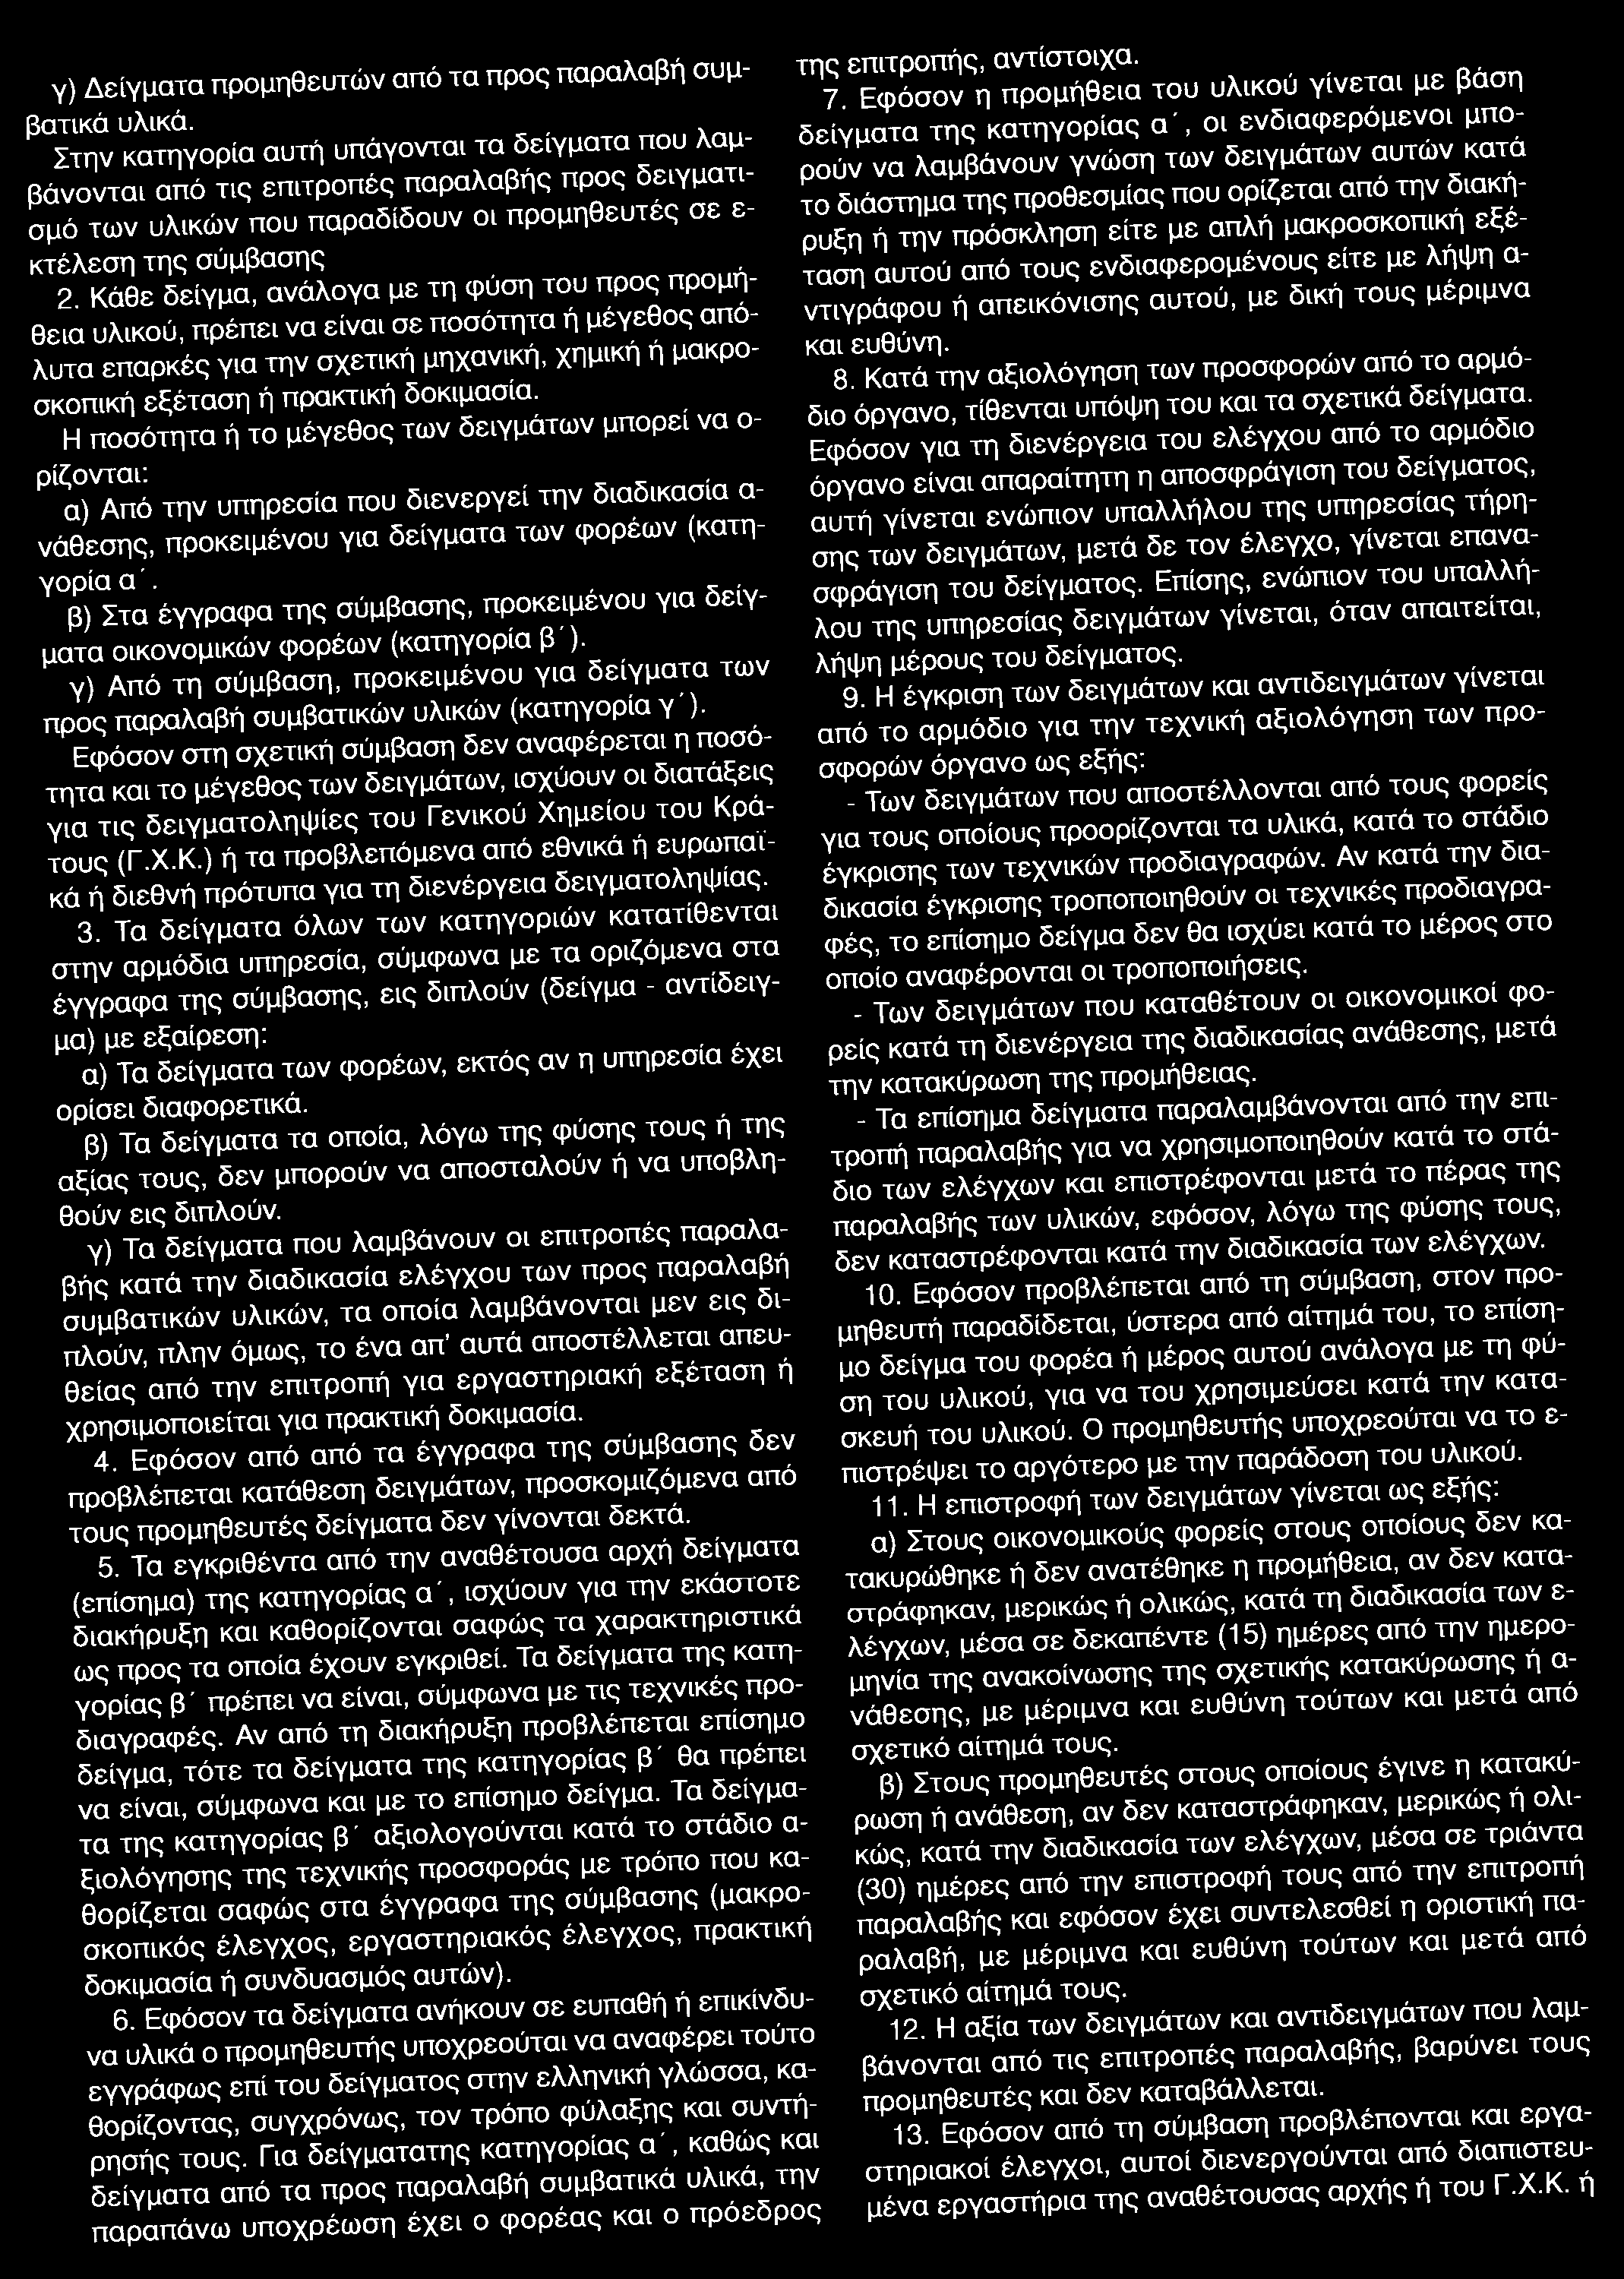 γ) Δείγματα προμηθευτών από τα προς παραλαβή συμ-
βατικά υλικά.
Στην κατηγορία αυτή υπάγονται τα δείγματα που λαμ-
βάνονται από τις επιτροπές παραλαβής προς δειγματι-
σμό των υλικών που παραδίδουν οι προμηθευτές σε ε-
κτέλεση της σύμβασης
2. Κάθε δείγμα, ανάλογα με τη φύση του προς προμή-
θεια υλικού, πρέπει να είναι σε ποσότητα ή μέγεθος από-
λυτα επαρκές για την σχετική μηχανική, χημική ή μακρο-
σκοπική εξέταση ή πρακτική δοκιμασία.
Η ποσότητα ή το μέγεθος των δειγμάτων μπορεί να ο-
ρίζονται:
α) Από την υπηρεσία που διενεργεί την διαδικασία α-
νάθεσης, προκειμένου για δείγματα των φορέων (κατη-
γορία α΄.
β) Στα έγγραφα της σύμβασης, προκειμένου για δείγ-
ματα οικονομικών φορέων (κατηγορία β΄).
γ) Από τη σύμβαση, προκειμένου για δείγματα των
προς παραλαβή συμβατικών υλικών (κατηγορία γ΄).
Εφόσον στη σχετική σύμβαση δεν αναφέρεται η ποσό-
τητα και το μέγεθος των δειγμάτων, ισχύουν οι διατάξεις
για τις δειγματοληψίες του Γενικού Χημείου του Κρά-
τους (Γ.Χ.Κ.) ή τα προβλεπόμενα από εθνικά ή ευρωπαϊ-
κά ή διεθνή πρότυπα για τη διενέργεια δειγματοληψίας.
3. Τα δείγματα όλων των κατηγοριών κατατίθενται
στην αρμόδια υπηρεσία, σύμφωνα με τα οριζόμενα στα
έγγραφα της σύμβασης, εις διπλούν (δείγμα - αντίδειγ-
μα) με εξαίρεση:
α) Τα δείγματα των φορέων, εκτός αν η υπηρεσία έχει
ορίσει διαφορετικά.
β) Τα δείγματα τα οποία, λόγω της φύσης τους ή της
αξίας τους, δεν μπορούν να αποσταλούν ή να υποβλη-
θούν εις διπλούν.
γ) Τα δείγματα που λαμβάνουν οι επιτροπές παραλα-
βής κατά την διαδικασία ελέγχου των προς παραλαβή
συμβατικών υλικών, τα οποία λαμβάνονται μεν εις δι-
πλούν, πλην όμως, το ένα απ' αυτά αποστέλλεται απευ-
θείας από την επιτροπή για εργαστηριακή εξέταση ή
χρησιμοποιείται για πρακτική δοκιμασία.
4. Εφόσον από από τα έγγραφα της σύμβασης δεν
προβλέπεται κατάθεση δειγμάτων, προσκομιζόμενα από
τους προμηθευτές δείγματα δεν γίνονται δεκτά.
5. Τα εγκριθέντα από την αναθέτουσα αρχή δείγματα
(επίσημα) της κατηγορίας α΄, ισχύουν για την εκάστοτε
διακήρυξη και καθορίζονται σαφώς τα χαρακτηριστικά
ως προς τα οποία έχουν εγκριθεί. Τα δείγματα της κατη-
γορίας β΄ πρέπει να είναι, σύμφωνα με τις τεχνικές προ-
διαγραφές. Αν από τη διακήρυξη προβλέπεται επίσημο
δείγμα, τότε τα δείγματα της κατηγορίας β΄ θα πρέπει
να είναι, σύμφωνα και με το επίσημο δείγμα. Τα δείγμα-
τα της κατηγορίας β΄ αξιολογούνται κατά το στάδιο α-
ξιολόγησης της τεχνικής προσφοράς με τρόπο που κα-
θορίζεται σαφώς στα έγγραφα της σύμβασης (μακρο-
σκοπικός έλεγχος, εργαστηριακός έλεγχος, πρακτική
δοκιμασία ή συνδυασμός αυτών).
6. Εφόσον τα δείγματα ανήκουν σε ευπαθή ή επικίνδυ-
να υλικά ο προμηθευτής υποχρεούται να αναφέρει τούτο
εγγράφως επί του δείγματος στην ελληνική γλώσσα, κα-
θορίζοντας, συγχρόνως, τον τρόπο φύλαξης και συντή-
ρησής τους. Για δείγματατης κατηγορίας α΄, καθώς και
δείγματα από τα προς παραλαβή συμβατικά υλικά, την
παραπάνω υποχρέωση έχει ο φορέας και ο πρόεδρος
της επιτροπής, αντίστοιχα.
7. Εφόσον η προμήθεια του υλικού γίνεται με βάση
δείγματα της κατηγορίας α΄, οι ενδιαφερόμενοι μπο-
ρούν να λαμβάνουν γνώση των δειγμάτων αυτών κατά
το διάστημα της προθεσμίας που ορίζεται από την διακή-
ρυξη ή την πρόσκληση είτε με απλή μακροσκοπική εξέ-
ταση αυτού από τους ενδιαφερομένους είτε με λήψη α-
ντιγράφου ή απεικόνισης αυτού, με δική τους μέριμνα
και ευθύνη.
8. Κατά την αξιολόγηση των προσφορών από το αρμό-
διο όργανο, τίθενται υπόψη του και τα σχετικά δείγματα.
Εφόσον για τη διενέργεια του ελέγχου από το αρμόδιο
όργανο είναι απαραίτητη η αποσφράγιση του δείγματος,
αυτή γίνεται ενώπιον υπαλλήλου της υπηρεσίας τήρη-
σης των δειγμάτων, μετά δε τον έλεγχο, γίνεται επανα-
σφράγιση του δείγματος. Επίσης, ενώπιον του υπαλλή-
λου της υπηρεσίας δειγμάτων γίνεται, όταν απαιτείται,
λήψη μέρους του δείγματος.
9. Η έγκριση των δειγμάτων και αντιδειγμάτων γίνεται
από το αρμόδιο για την τεχνική αξιολόγηση των προ-
σφορών όργανο ως εξής:
- Των δειγμάτων που αποστέλλονται από τους φορείς
για τους οποίους προορίζονται τα υλικά, κατά το στάδιο
έγκρισης των τεχνικών προδιαγραφών. Αν κατά την δια-
δικασία έγκρισης τροποποιηθούν οι τεχνικές προδιαγρα-
φές, το επίσημο δείγμα δεν θα ισχύει κατά το μέρος στο
οποίο αναφέρονται οι τροποποιήσεις.
- Των δειγμάτων που καταθέτουν οι οικονομικοί φο-
ρείς κατά τη διενέργεια της διαδικασίας ανάθεσης, μετά
την κατακύρωση της προμήθειας.
- Τα επίσημα δείγματα παραλαμβάνονται από την επι-
τροπή παραλαβής για να χρησιμοποιηθούν κατά το στά-
διο των ελέγχων και επιστρέφονται μετά το πέρας της
παραλαβής των υλικών, εφόσον, λόγω της φύσης τους,
δεν καταστρέφονται κατά την διαδικασία των ελέγχων.
10. Εφόσον προβλέπεται από τη σύμβαση, στον προ-
μηθευτή παραδίδεται, ύστερα από αίτημά του, το επίση-
μο δείγμα του φορέα ή μέρος αυτού ανάλογα με τη φύ-
ση του υλικού, για να του χρησιμεύσει κατά την κατα-
σκευή του υλικού. Ο προμηθευτής υποχρεούται να το ε-
πιστρέψει το αργότερο με την παράδοση του υλικού.
11. Η επιστροφή των δειγμάτων γίνεται ως εξής:
α) Στους οικονομικούς φορείς στους οποίους δεν κα-
τακυρώθηκε ή δεν ανατέθηκε η προμήθεια, αν δεν κατα-
στράφηκαν, μερικώς ή ολικώς, κατά τη διαδικασία των ε-
λέγχων, μέσα σε δεκαπέντε (15) ημέρες από την ημερο-
μηνία της ανακοίνωσης της σχετικής κατακύρωσης ή α-
νάθεσης, με μέριμνα και ευθύνη τούτων και μετά από
σχετικό αίτημά τους.
β) Στους προμηθευτές στους οποίους έγινε η κατακύ-
ρωση ή ανάθεση, αν δεν καταστράφηκαν, μερικώς ή ολι-
κώς, κατά την διαδικασία των ελέγχων, μέσα σε τριάντα
(30) ημέρες από την επιστροφή τους από την επιτροπή
παραλαβής και εφόσον έχει συντελεσθεί η οριστική πα-
ραλαβή, με μέριμνα και ευθύνη τούτων και μετά από
σχετικό αίτημά τους.
12. Η αξία των δειγμάτων και αντιδειγμάτων που λαμ-
βάνονται από τις επιτροπές παραλαβής, βαρύνει τους
προμηθευτές και δεν καταβάλλεται.
13. Εφόσον από τη σύμβαση προβλέπονται και εργα-
στηριακοί έλεγχοι, αυτοί διενεργούνται από διαπιστευ-
μένα εργαστήρια της αναθέτουσας αρχής ή του Γ.Χ.Κ. ή